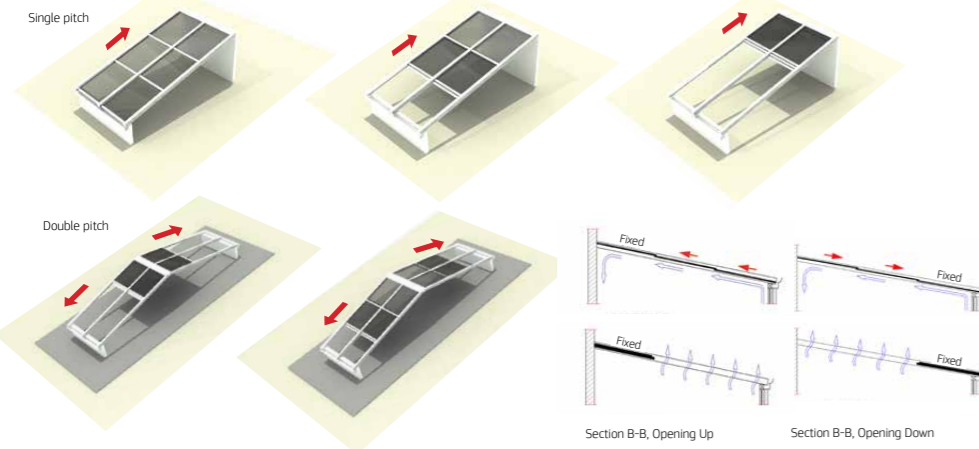 Single pitch
Double pitch
Fixed
Fixed
Fixed
Fixed
Section B-B, Opening Up
Section B-B, Opening Down